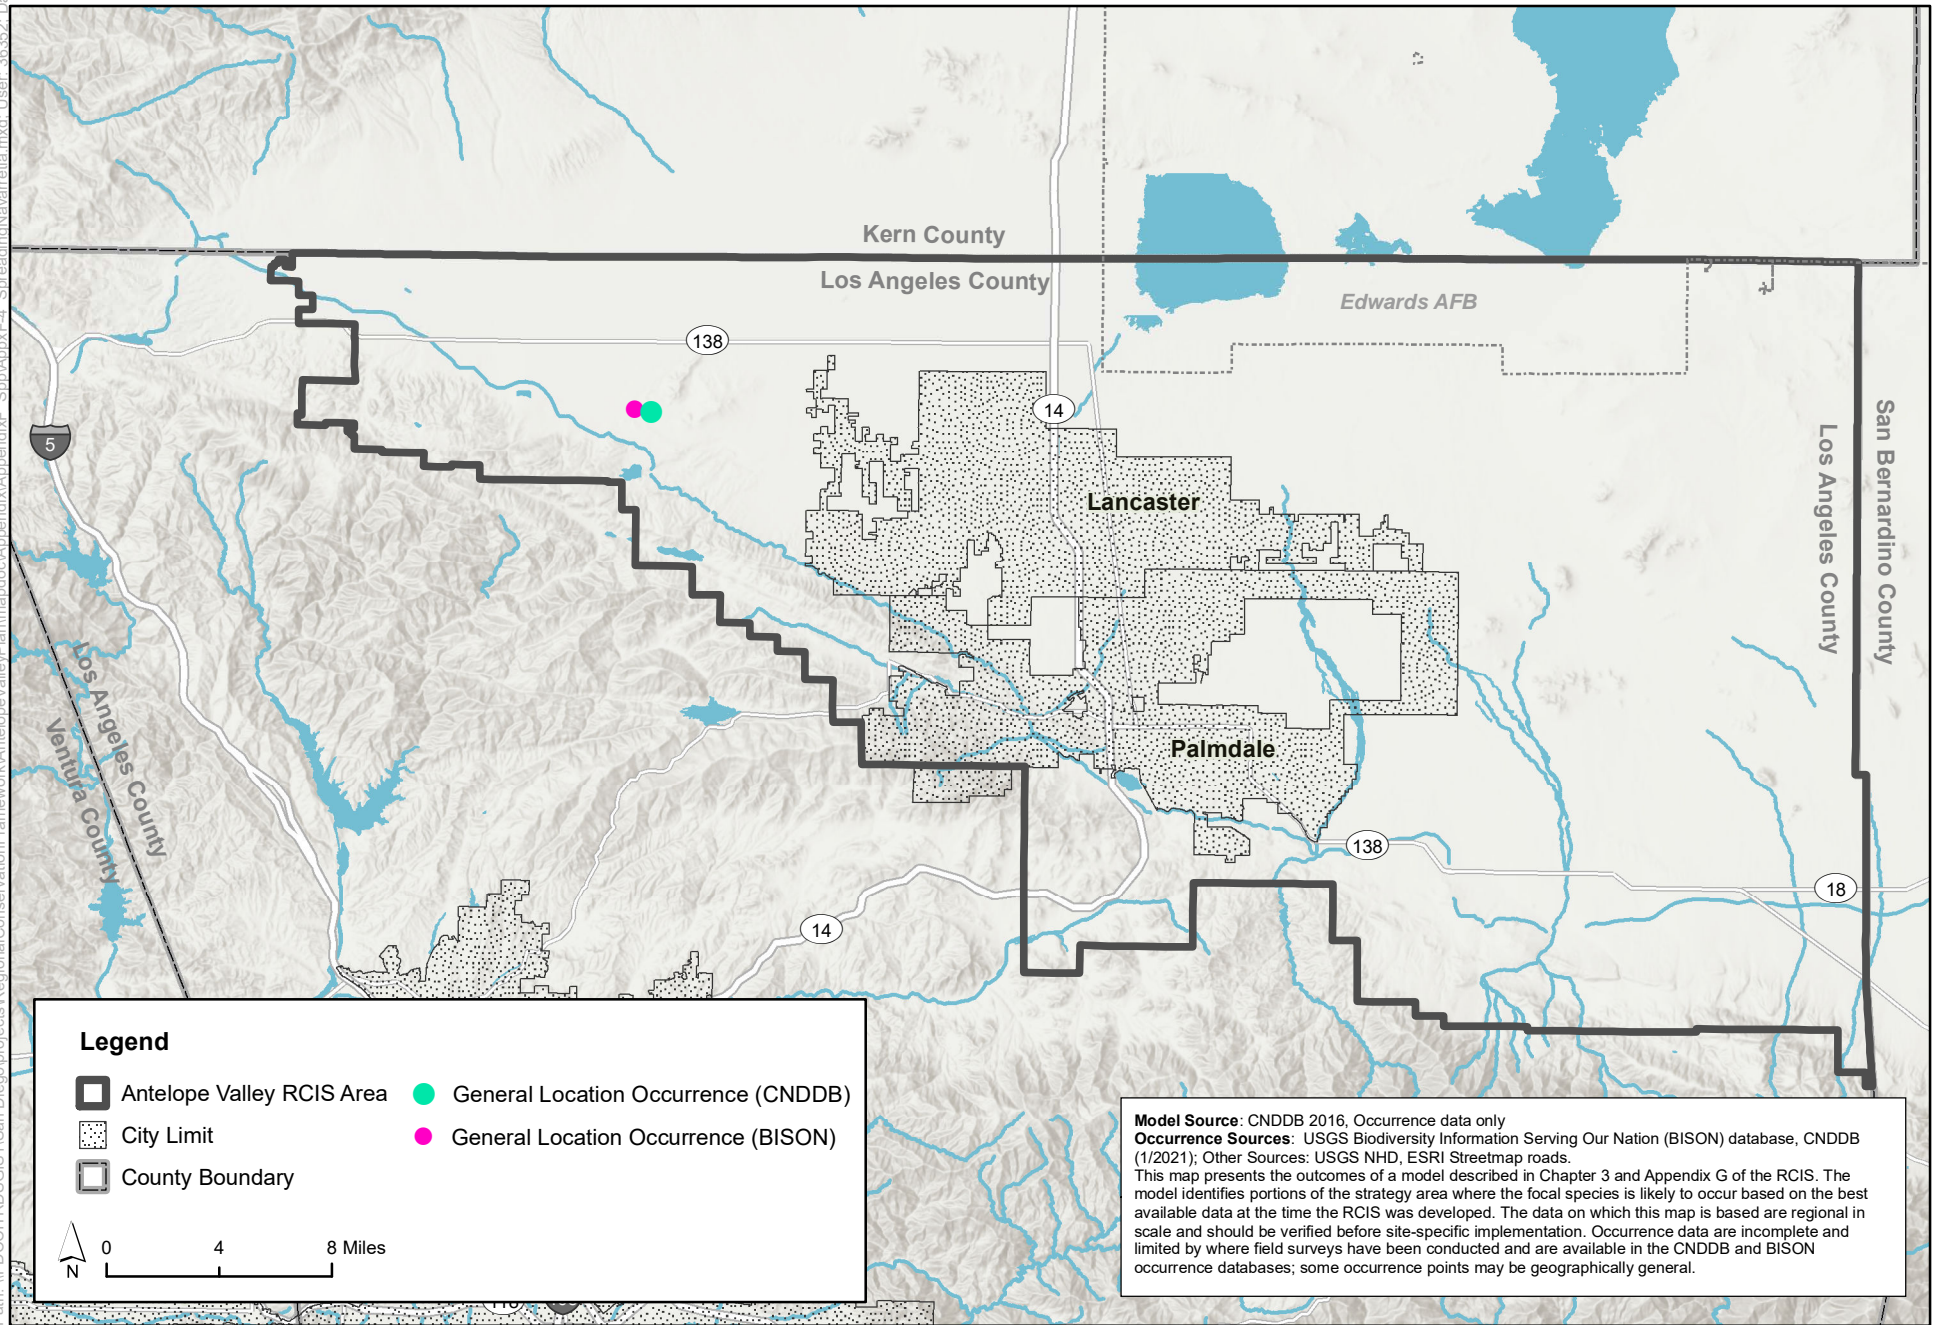 Kern County
Los Angeles County
Edwards AFB
138
14
5
Lancaster
San Bernardino County
Los Angeles County
Los Angeles County
Ventura County
Palmdale
138
18
14
Legend
Antelope Valley RCIS Area
City Limit
County Boundary
General Location Occurrence (CNDDB)
General Location Occurrence (BISON)
0 4 8 Miles
N
Model Source: CNDDB 2016, Occurrence data only
Occurrence Sources: USGS Biodiversity Information Serving Our Nation (BISON) database, CNDDB
(1/2021); Other Sources: USGS NHD, ESRI Streetmap roads.
This map presents the outcomes of a model described in Chapter 3 and Appendix G of the RCIS. The
model identifies portions of the strategy area where the focal species is likely to occur based on the best
available data at the time the RCIS was developed. The data on which this map is based are regional in
scale and should be verified before site-specific implementation. Occurrence data are incomplete and
limited by where field surveys have been conducted and are available in the CNDDB and BISON
occurrence databases; some occurrence points may be geographically general.